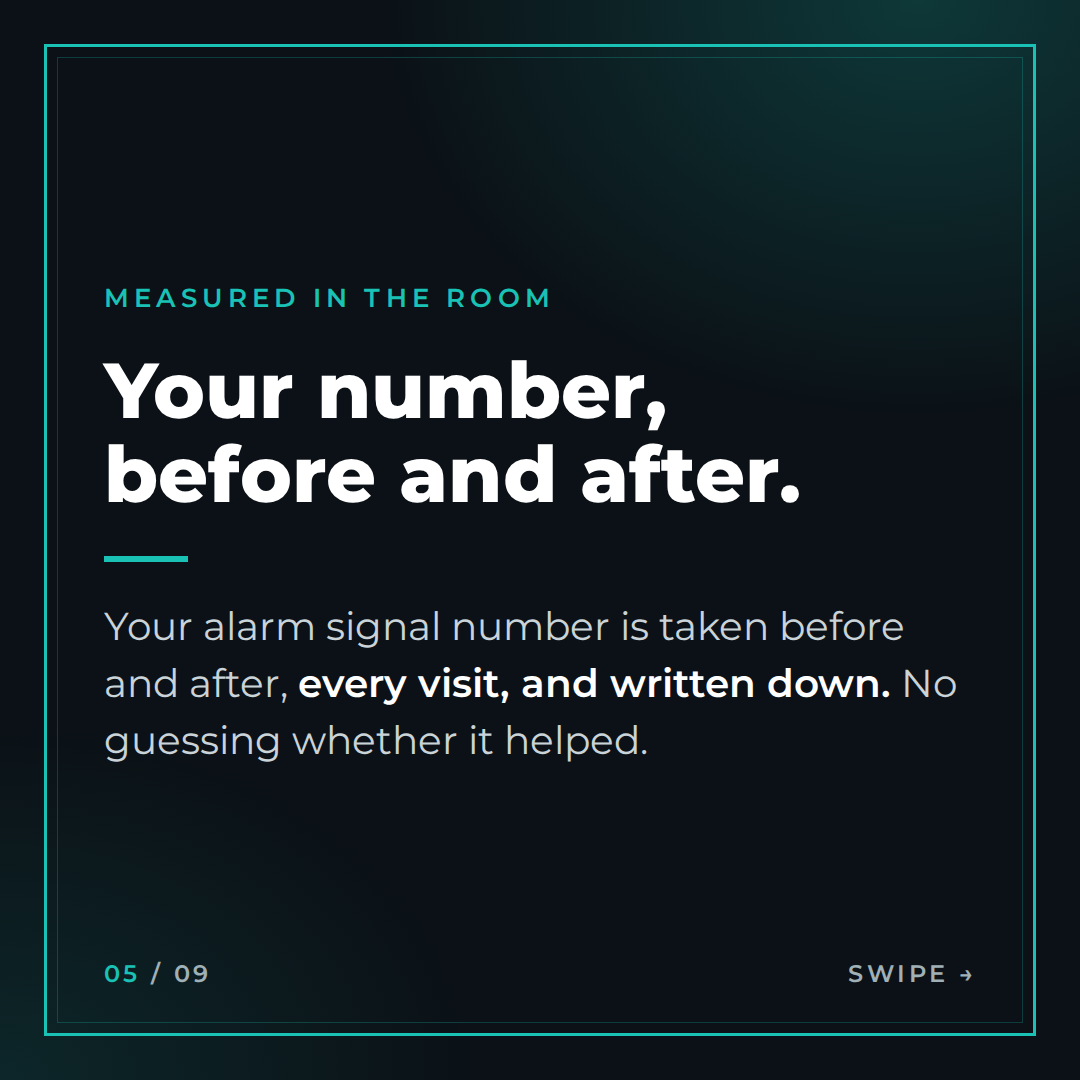 MEASURED IN THE ROOM
Your number,
before and after.
Your alarm signal number is taken before
and after, every visit, and written down. No
guessing whether it helped.
05 / 09
SWIPE →